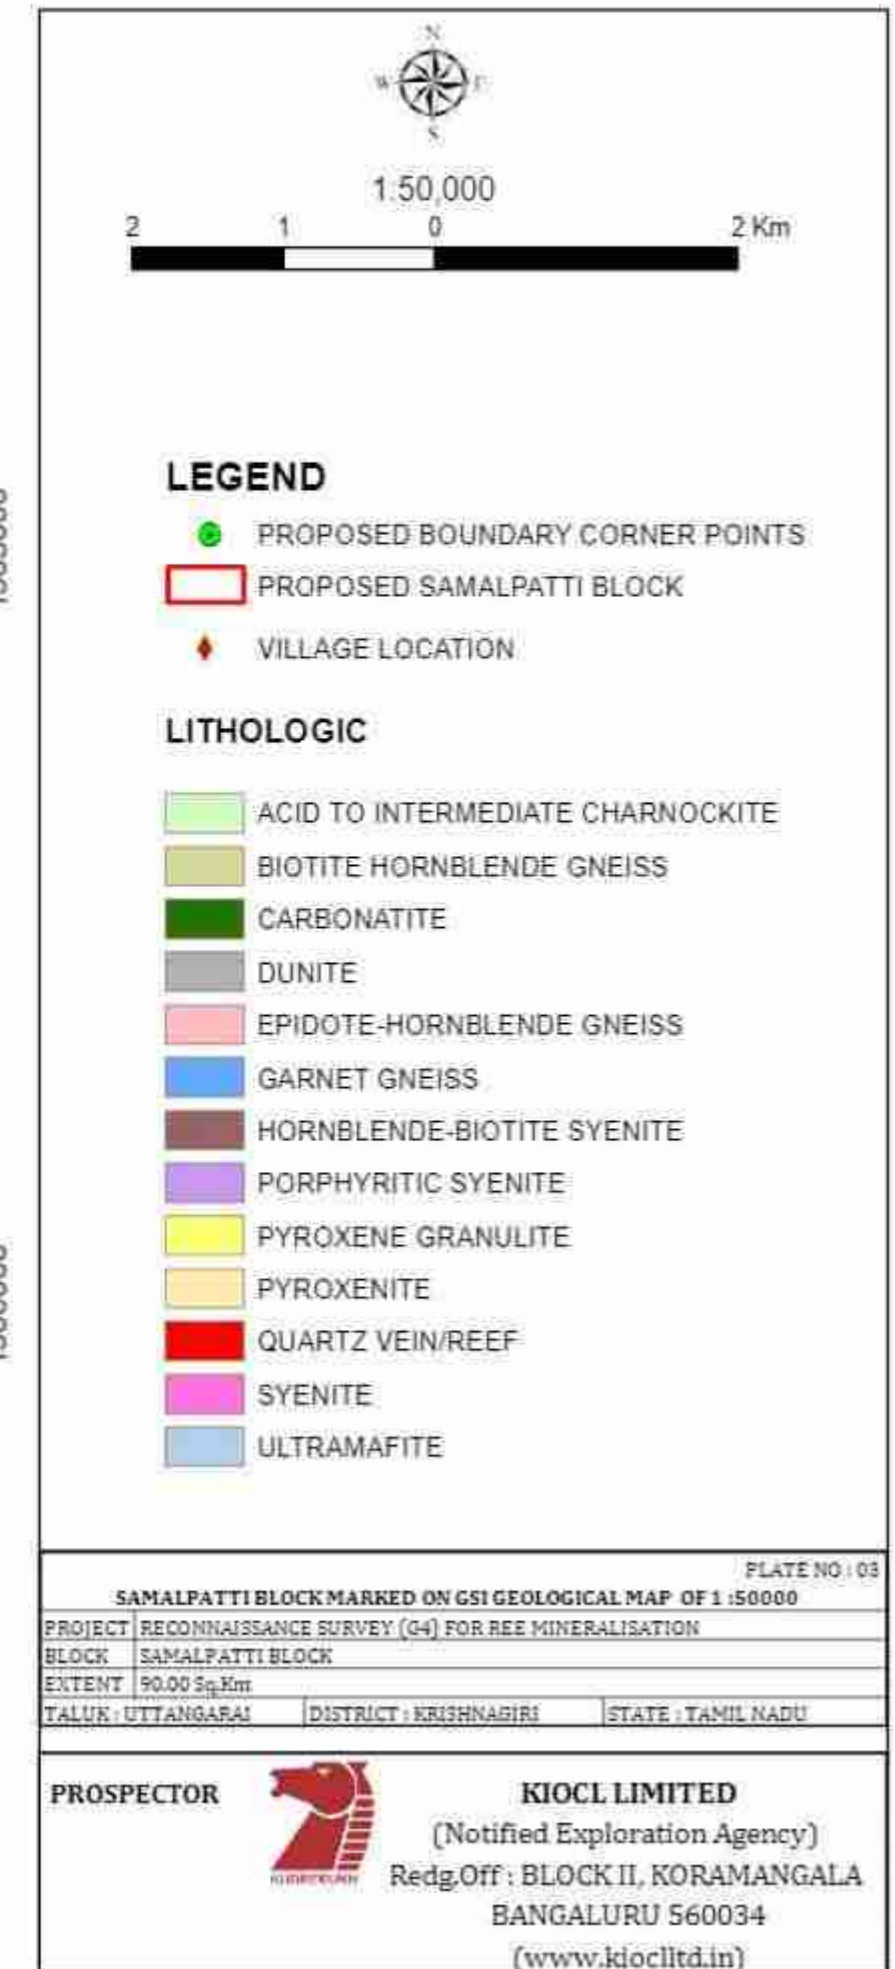 N
W E
S
1:50,000
2 1 0 2 Km
LEGEND
PROPOSED BOUNDARY CORNER POINTS
PROPOSED SAMALPATTI BLOCK
VILLAGE LOCATION
LITHOLOGIC
ACID TO INTERMEDIATE CHARNOCKITE
BIOTITE HORNBLENDE GNEISS
CARBONATITE
DUNITE
EPIDOTE-HORNBLENDE GNEISS
GARNET GNEISS
HORNBLENDE-BIOTITE SYENITE
PORPHYRITIC SYENITE
PYROXENE GRANULITE
PYROXENITE
QUARTZ VEIN/REEF
SYENITE
ULTRAMAFITE
PLATE NO : 03
SAMALPATTI BLOCK MARKED ON GSI GEOLOGICAL MAP OF 1 :50000
PROJECT RECONNAISSANCE SURVEY (G4) FOR REE MINERALISATION
BLOCK SAMALPATTI BLOCK
EXTENT 90.00 Sq.Km
TALUK : UTTANGARAI DISTRICT : KRISHNAGIRI STATE : TAMIL NADU
PROSPECTOR
KIOCL LIMITED
(Notified Exploration Agency)
Redg.Off : BLOCK II, KORAMANGALA
BANGALURU 560034
(www.kioclltd.in)